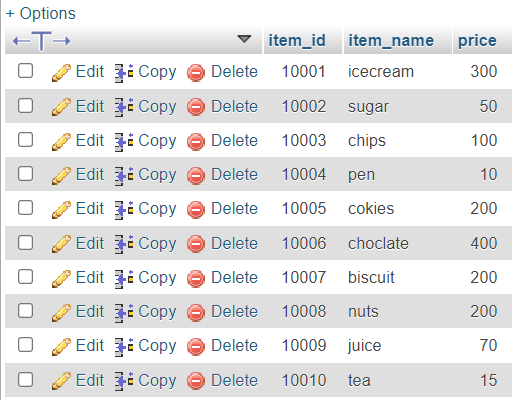 + Options
item_id item_name price
Edit Copy Delete 10001 icecream 300
Edit Copy Delete 10002 sugar 50
Edit Copy Delete 10003 chips 100
Edit Copy Delete 10004 pen 10
Edit Copy Delete 10005 cokies 200
Edit Copy Delete 10006 choclate 400
Edit Copy Delete 10007 biscuit 200
Edit Copy Delete 10008 nuts 200
Edit Copy Delete 10009 juice 70
Edit Copy Delete 10010 tea 15